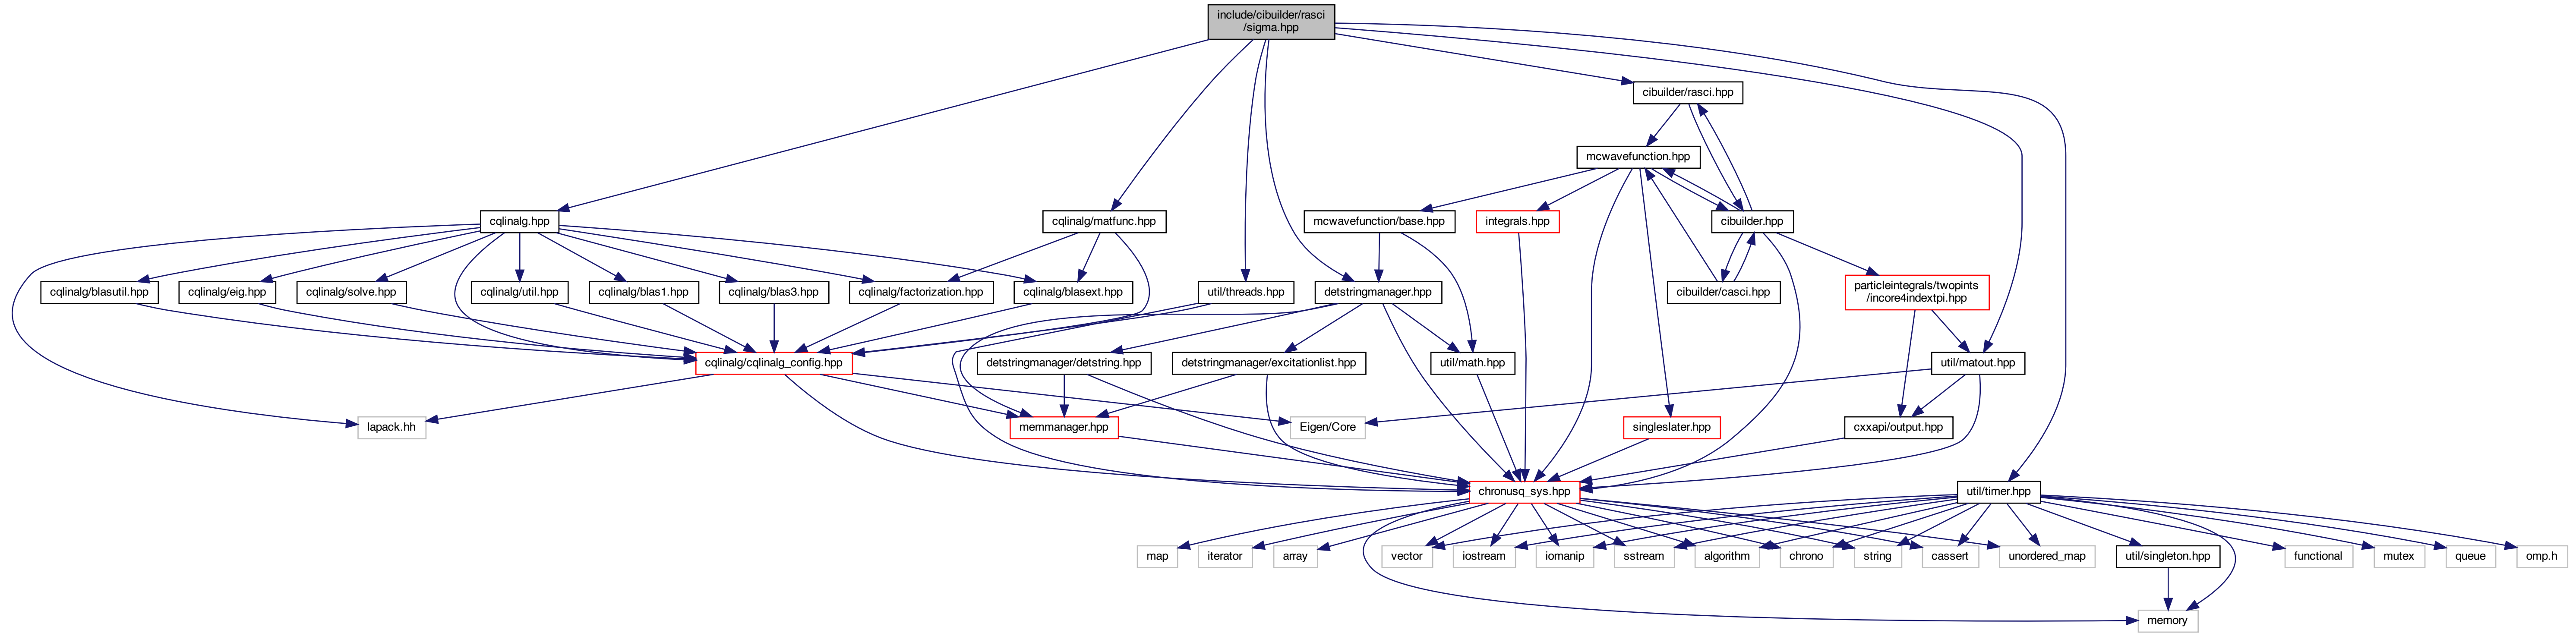 include/cibuilder/rasci
/sigma.hpp
cibuilder/rasci.hpp
mcwavefunction.hpp
cqlinalg.hpp
cqlinalg/matfunc.hpp
mcwavefunction/base.hpp
integrals.hpp
cibuilder.hpp
cqlinalg/blasutil.hpp
cqlinalg/eig.hpp
cqlinalg/solve.hpp
cqlinalg/util.hpp
cqlinalg/blas1.hpp
cqlinalg/blas3.hpp
cqlinalg/factorization.hpp
cqlinalg/blasext.hpp
util/threads.hpp
detstringmanager.hpp
cibuilder/casci.hpp
particleintegrals/twopints
/incore4indextpi.hpp
cqlinalg/cqlinalg_config.hpp
detstringmanager/detstring.hpp
detstringmanager/excitationlist.hpp
util/math.hpp
util/matout.hpp
lapack.hh
memmanager.hpp
Eigen/Core
singleslater.hpp
cxxapi/output.hpp
chronusq_sys.hpp
util/timer.hpp
map
iterator
array
vector
iostream
iomanip
sstream
algorithm
chrono
string
cassert
unordered_map
util/singleton.hpp
functional
mutex
queue
omp.h
memory